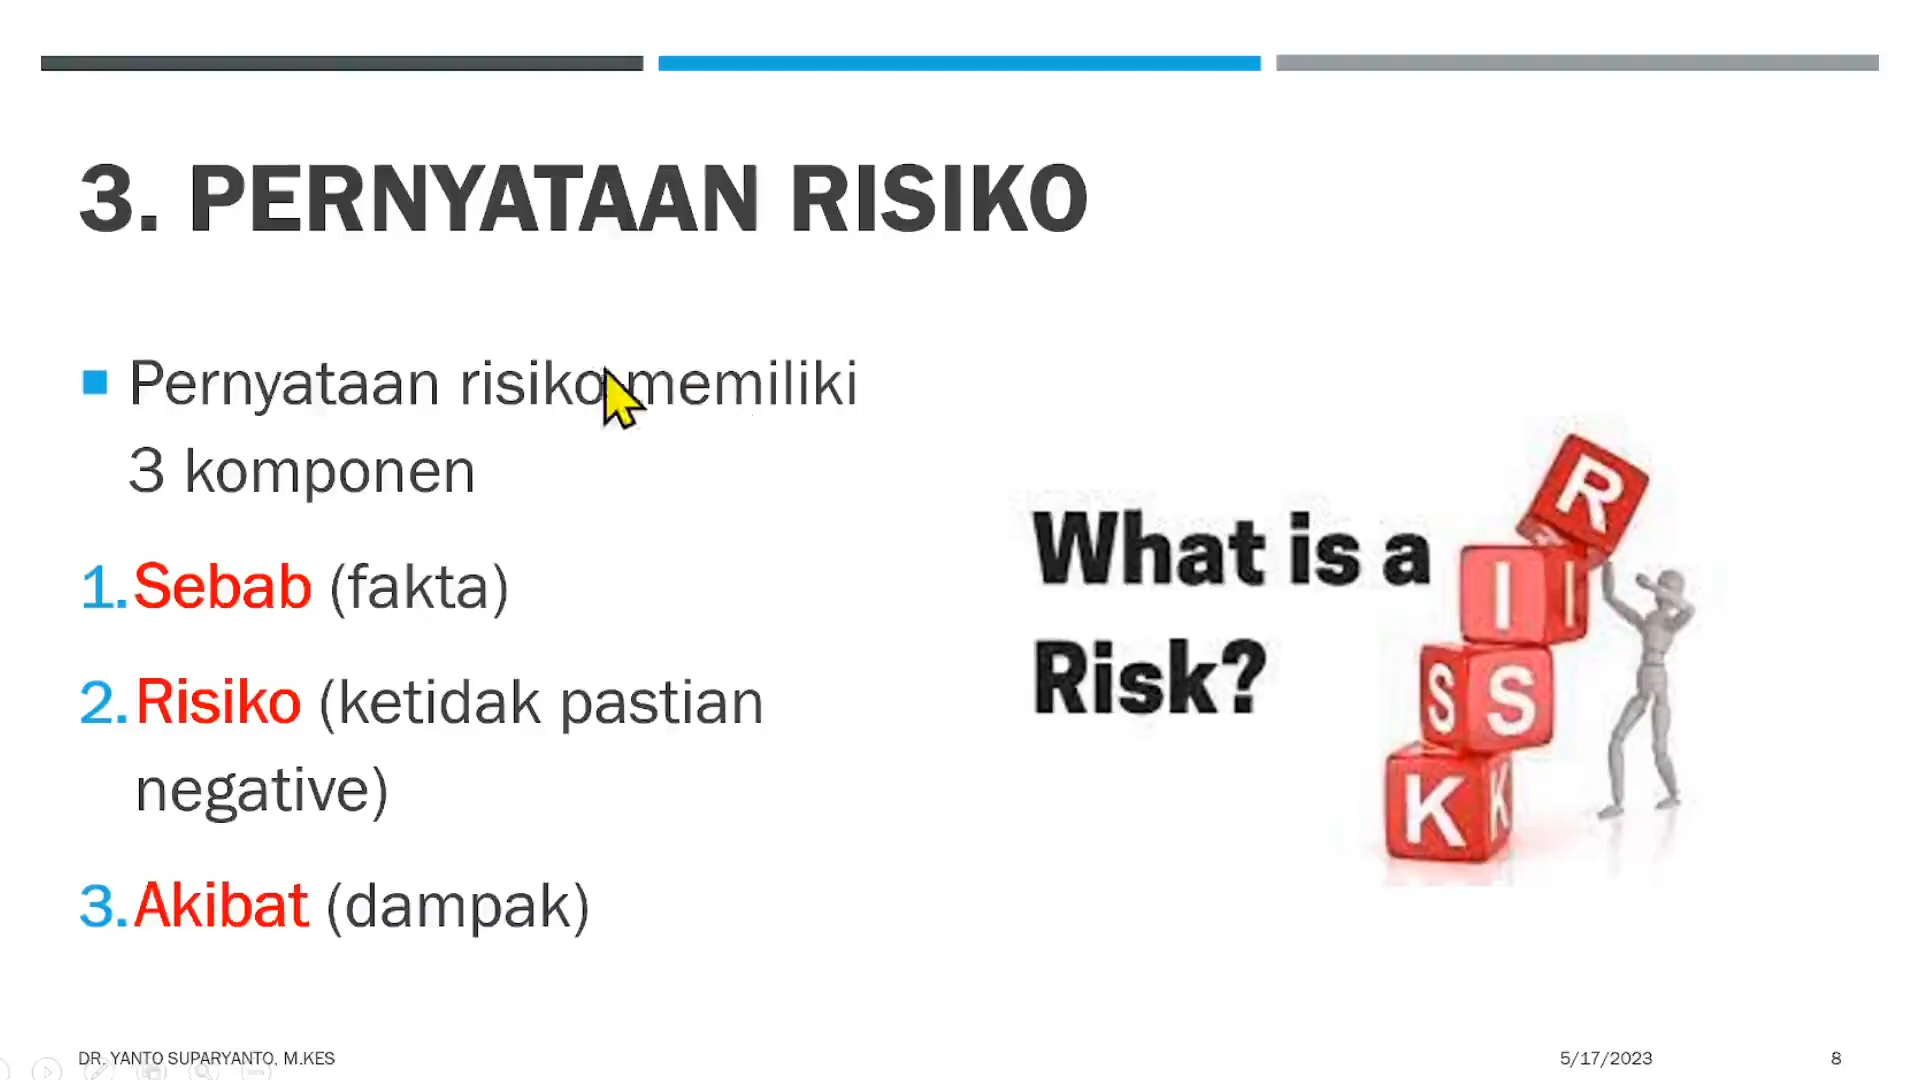 3. PERNYATAAN RISIKO
Pernyataan risiko memiliki
3 komponen
1. Sebab (fakta)
2. Risiko (ketidak pastian
negative)
3. Akibat (dampak)
What is a
Risk?
R
I I
S S
K K
DR. YANTO SUPARYANTO, M.KES
5/17/2023
8